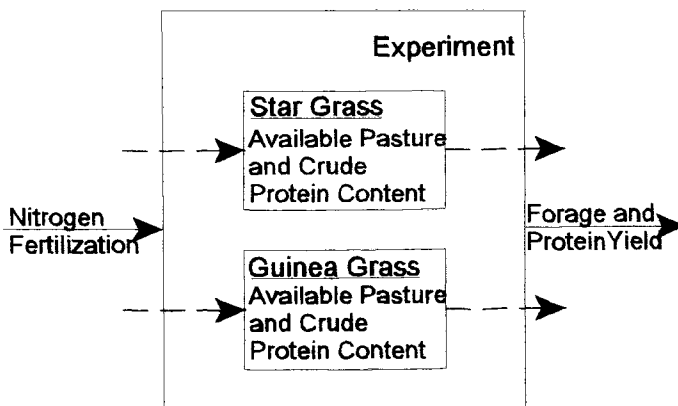 Experiment
Star Grass
Available Pasture
and Crude
Protein Content
Nitrogen
Fertilization
Forage and
ProteinYield
Guinea Grass
Available Pasture
and Crude
Protein Content